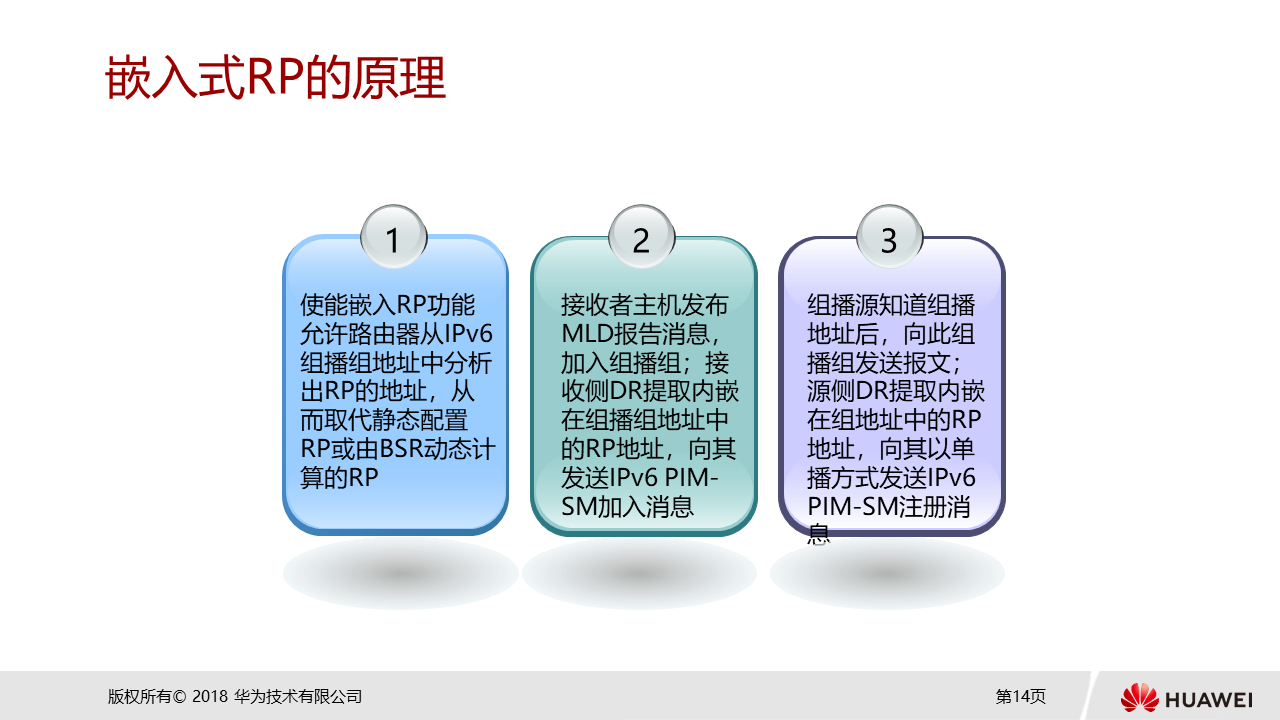 嵌入式RP的原理
1
使能嵌入RP功能
允许路由器从IPv6
组播组地址中分析
出RP的地址，从
而取代静态配置
RP或由BSR动态计
算的RP
2
接收者主机发布
MLD报告消息，
加入组播组；接
收侧DR提取内嵌
在组播组地址中
的RP地址，向其
发送IPv6 PIM-
SM加入消息
3
组播源知道组播
地址后，向此组
播组发送报文；
源侧DR提取内嵌
在组地址中的RP
地址，向其以单
播方式发送IPv6
PIM-SM注册消
息
版权所有© 2018 华为技术有限公司
第14页
HUAWEI